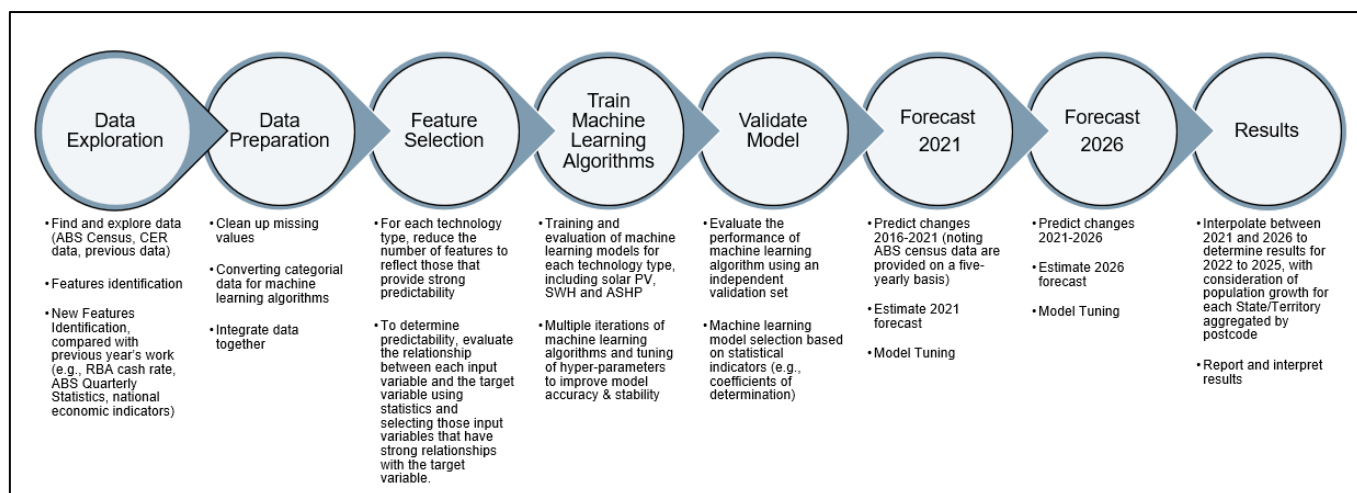 Data
Exploration
Data
Preparation
Feature
Selection
Train
Machine
Learning
Algorithms
Validate
Model
Forecast
2021
Forecast
2026
Results
•Find and explore data
(ABS Census, CER
data, previous data)
•Features identification
•New Features
Identification,
compared with
previous year's work
(e.g., RBA cash rate,
ABS Quarterly
Statistics, national
economic indicators)
•Clean up missing
values
•Converting categorial
data for machine
learning algorithms
•Integrate data
together
•For each technology
type, reduce the
number of features to
reflect those that
provide strong
predictability
•To determine
predictability, evaluate
the relationship
between each input
variable and the target
variable using
statistics and
selecting those input
variables that have
strong relationships
with the target
variable.
•Training and
evaluation of machine
learning models for
each technology type,
including solar PV,
SWH and ASHP
•Multiple iterations of
machine learning
algorithms and tuning
of hyper-parameters
to improve model
accuracy & stability
•Evaluate the
performance of
machine learning
algorithm using an
independent
validation set
•Machine learning
model selection based
on statistical
indicators (e.g.,
coefficients of
determination)
•Predict changes
2016-2021 (noting
ABS census data are
provided on a five-
yearly basis)
•Estimate 2021
forecast
•Model Tuning
•Predict changes
2021-2026
•Estimate 2026
forecast
•Model Tuning
•Interpolate between
2021 and 2026 to
determine results for
2022 to 2025, with
consideration of
population growth for
each State/Territory
aggregated by
postcode
•Report and interpret
results